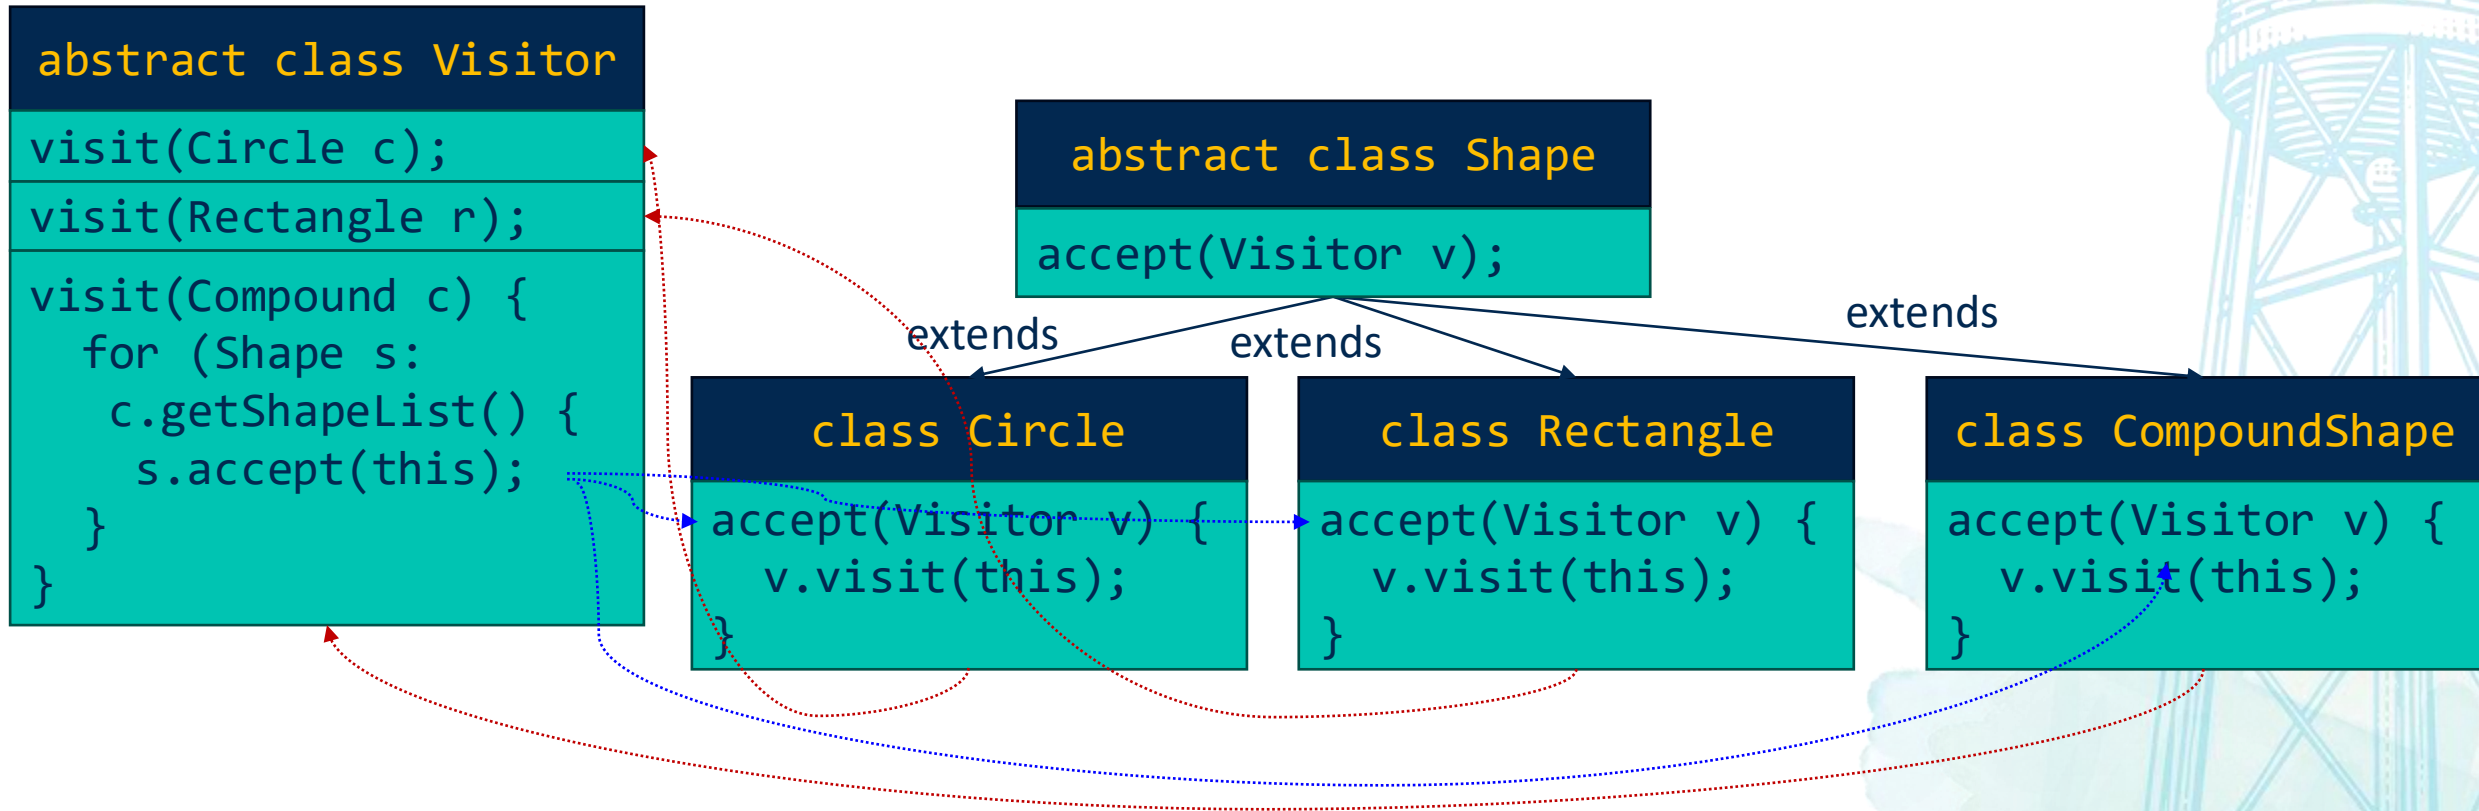 abstract class Visitor
visit(Circle c);
visit(Rectangle r);
visit(Compound c) {
for (Shape s:
c.getShapeList() {
s.accept(this);
}
}
abstract class Shape
accept(Visitor v);
extends
extends
extends
class Circle
accept(Visitor v) {
v.visit(this);
}
class Rectangle
accept(Visitor v) {
v.visit(this);
}
class CompoundShape
accept(Visitor v) {
v.visit(this);
}